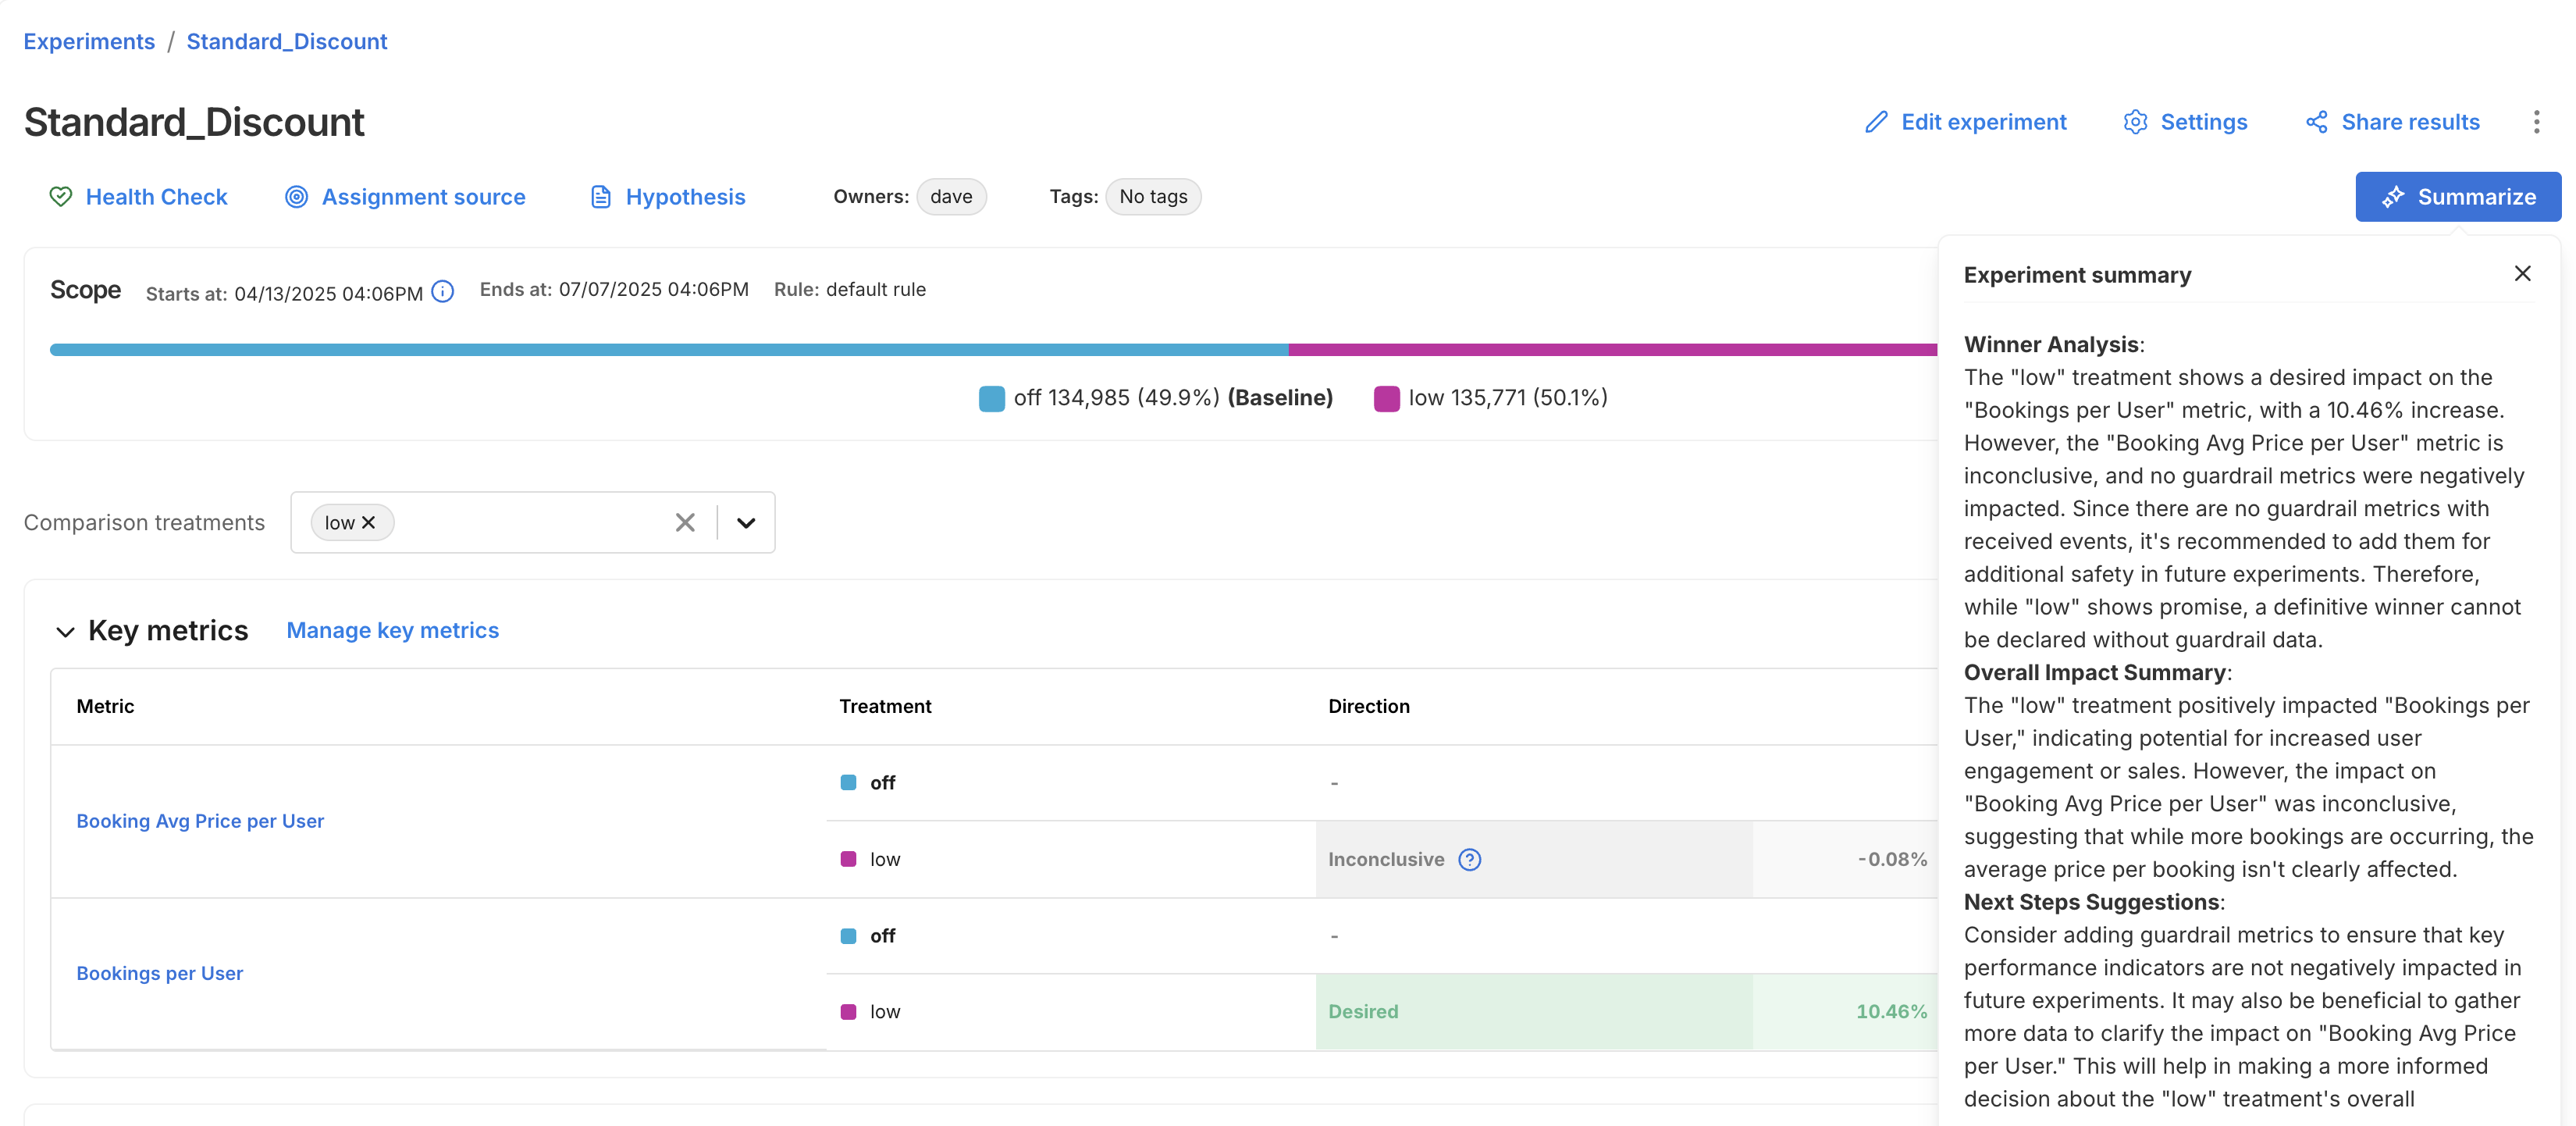 Experiments / Standard_Discount
Standard_Discount
Edit experiment
Settings
Share results
Health Check
Assignment source
Hypothesis
Owners: dave
Tags: No tags
Summarize
Scope
Starts at: 04/13/2025 04:06PM
Ends at: 07/07/2025 04:06PM
Rule: default rule
off 134,985 (49.9%) (Baseline)
low 135,771 (50.1%)
Comparison treatments
low
Key metrics
Manage key metrics
Metric
Treatment
Direction
Booking Avg Price per User
off
-
low
Inconclusive
-0.08%
Bookings per User
off
-
low
Desired
10.46%
Experiment summary
Winner Analysis:
The "low" treatment shows a desired impact on the
"Bookings per User" metric, with a 10.46% increase.
However, the "Booking Avg Price per User" metric is
inconclusive, and no guardrail metrics were negatively
impacted. Since there are no guardrail metrics with
received events, it's recommended to add them for
additional safety in future experiments. Therefore,
while "low" shows promise, a definitive winner cannot
be declared without guardrail data.
Overall Impact Summary:
The "low" treatment positively impacted "Bookings per
User," indicating potential for increased user
engagement or sales. However, the impact on
"Booking Avg Price per User" was inconclusive,
suggesting that while more bookings are occurring, the
average price per booking isn't clearly affected.
Next Steps Suggestions:
Consider adding guardrail metrics to ensure that key
performance indicators are not negatively impacted in
future experiments. It may also be beneficial to gather
more data to clarify the impact on "Booking Avg Price
per User." This will help in making a more informed
decision about the "low" treatment's overall